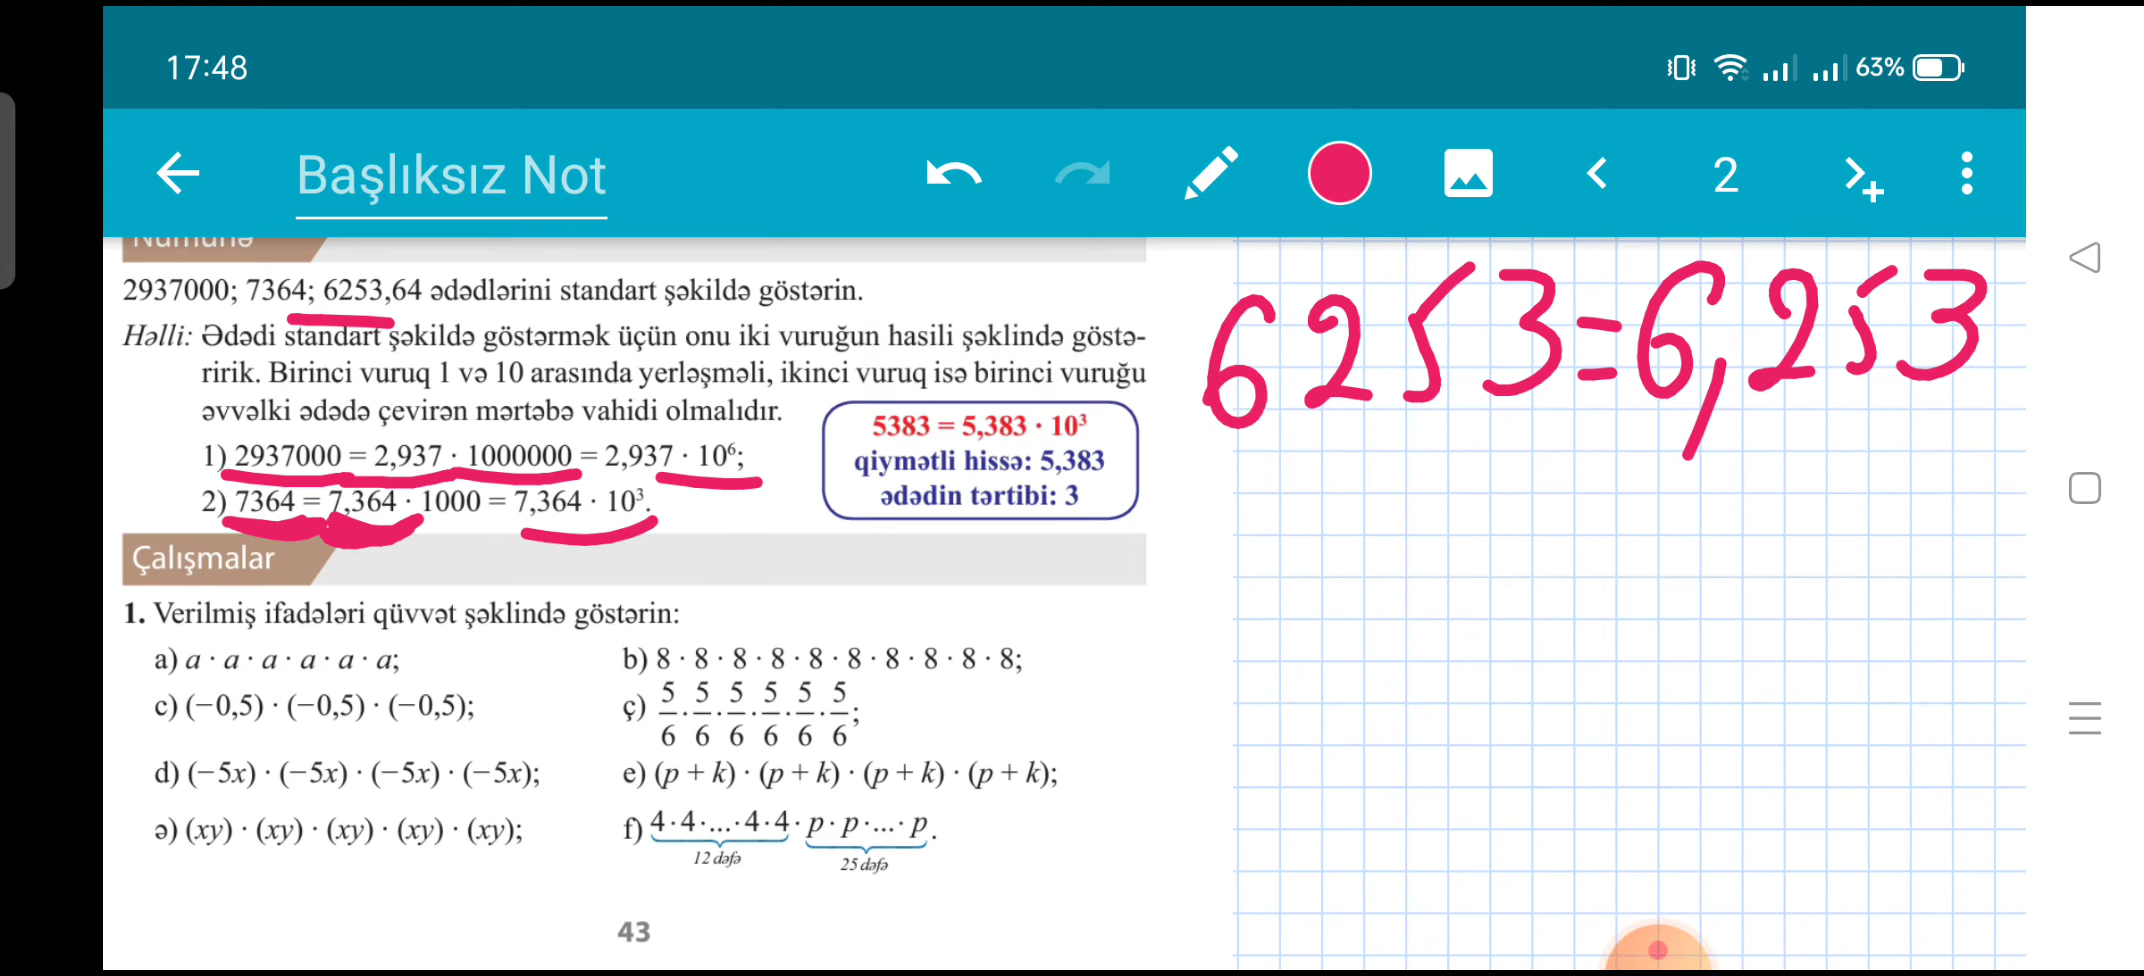 17:48
63%
Başlıksız Not
2
Nümunə
2937000; 7364; 6253,64 ədədlərini standart şəkildə göstərin.
Həlli: Ədədi standart şəkildə göstərmək üçün onu iki vuruğun hasili şəklində göstə-
ririk. Birinci vuruq 1 və 10 arasında yerləşməli, ikinci vuruq isə birinci vuruğu
əvvəlki ədədə çevirən mərtəbə vahidi olmalıdır.
1) 2937000 = 2,937 · 1000000 = 2,937 · 10⁶;
2) 7364 = 7,364 · 1000 = 7,364 · 10³.
5383 = 5,383 · 10³
qiymətli hissə: 5,383
ədədin tərtibi: 3
6253=6,253
Çalışmalar
1. Verilmiş ifadələri qüvvət şəklində göstərin:
a) a · a · a · a · a · a;
b) 8 · 8 · 8 · 8 · 8 · 8 · 8 · 8 · 8 · 8;
c) (−0,5) · (−0,5) · (−0,5);
ç) 5/6 · 5/6 · 5/6 · 5/6 · 5/6 · 5/6;
d) (−5x) · (−5x) · (−5x) · (−5x);
e) (p + k) · (p + k) · (p + k) · (p + k);
ə) (xy) · (xy) · (xy) · (xy) · (xy);
f) 4 · 4 · ... · 4 · 4 · p · p · ... · p.
12 dəfə
25 dəfə
43